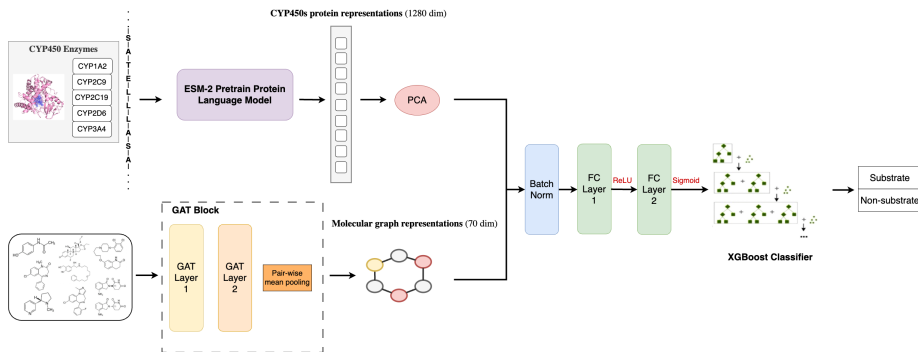 CYP450s protein representations (1280 dim)
CYP450 Enzymes
CYP1A2
CYP2C9
CYP2C19
CYP2D6
CYP3A4
S
A
T
E
L
L
L
A
S
A
ESM-2 Pretrain Protein
Language Model
PCA
Batch
Norm
FC
Layer
1
ReLU
FC
Layer
2
Sigmoid
XGBoost Classifier
Substrate
Non-substrate
GAT Block
GAT
Layer
1
GAT
Layer
2
Pair-wise
mean pooling
Molecular graph representations (70 dim)